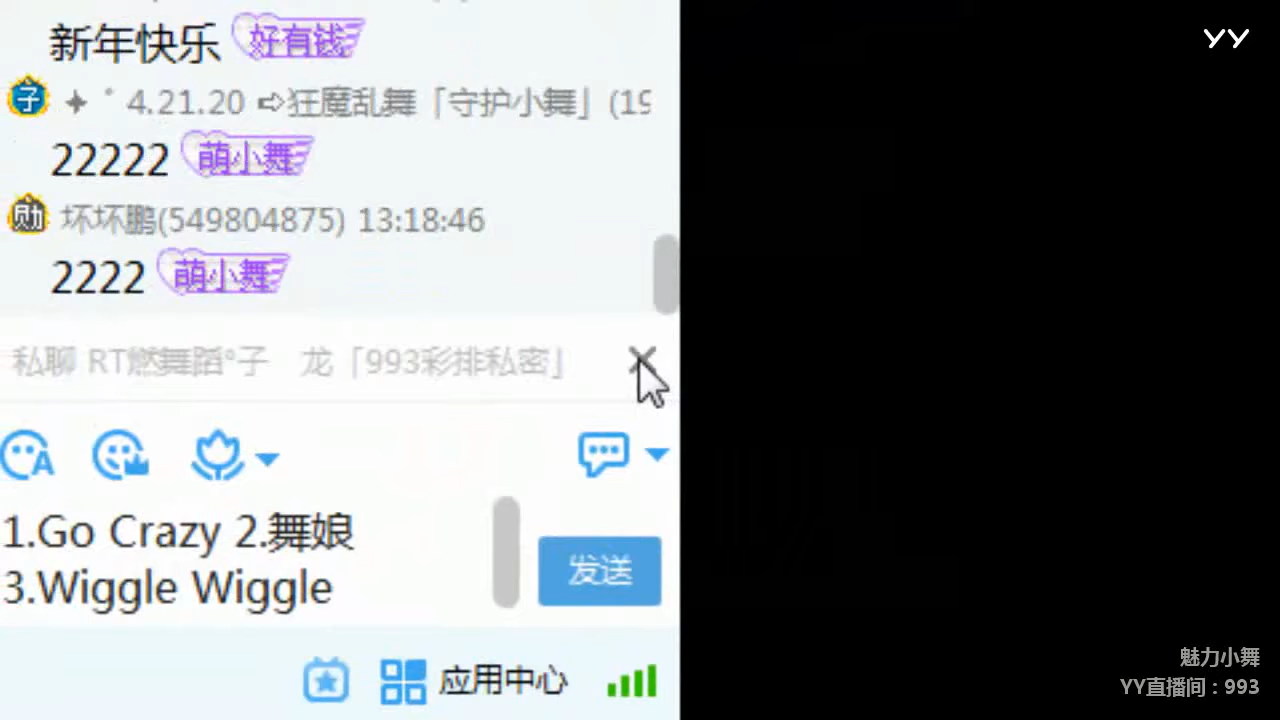 新年快乐 好有钱
YY
子 ✦ ° 4.21.20 ➪狂魔乱舞「守护小舞」(19
22222 萌小舞
勋 坏坏鹏(549804875) 13:18:46
2222 萌小舞
私聊 RT燃舞蹈°子 龙「993彩排私密」
1.Go Crazy 2.舞娘
3.Wiggle Wiggle
发送
应用中心
魅力小舞
YY直播间：993